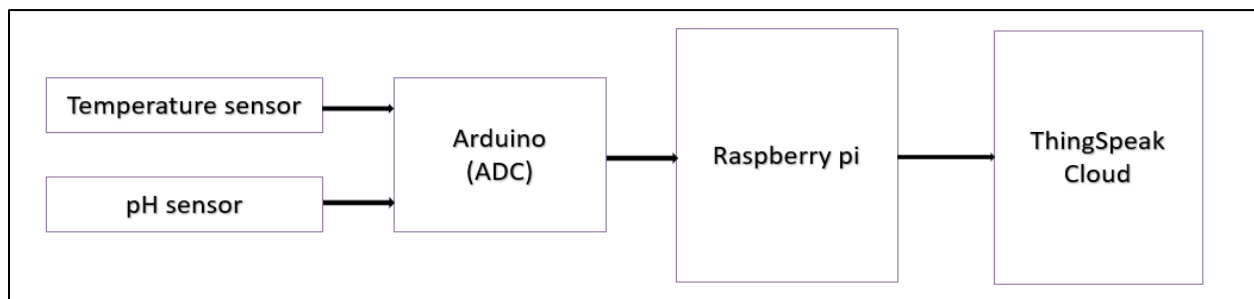 Temperature sensor
pH sensor
Arduino
(ADC)
Raspberry pi
ThingSpeak
Cloud